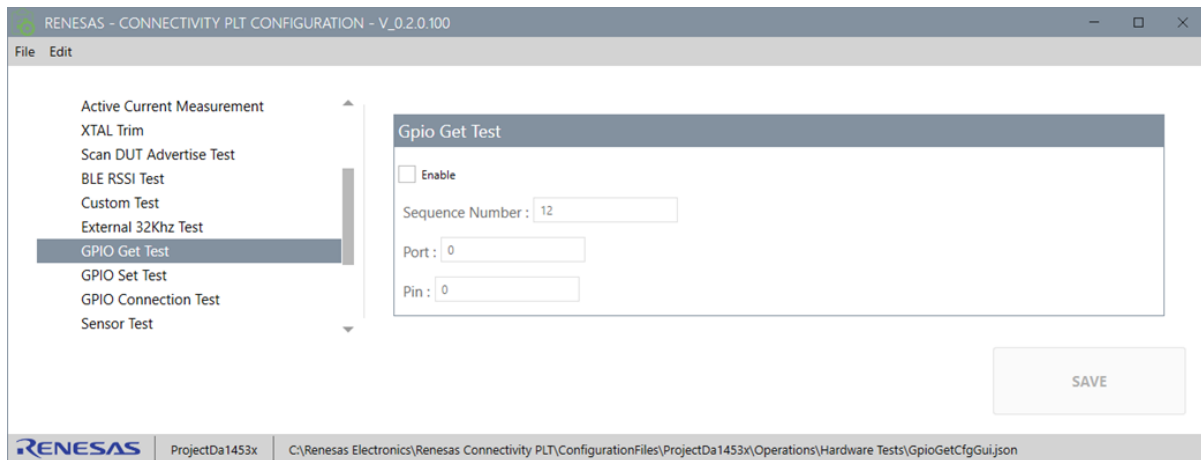 RENESAS - CONNECTIVITY PLT CONFIGURATION - V_0.2.0.100
File Edit
Active Current Measurement
XTAL Trim
Scan DUT Advertise Test
BLE RSSI Test
Custom Test
External 32Khz Test
GPIO Get Test
GPIO Set Test
GPIO Connection Test
Sensor Test
Gpio Get Test
Enable
Sequence Number : 12
Port : 0
Pin : 0
SAVE
RENESAS ProjectDa1453x C:\Renesas Electronics\Renesas Connectivity PLT\ConfigurationFiles\ProjectDa1453x\Operations\Hardware Tests\GpioGetCfgGui.json